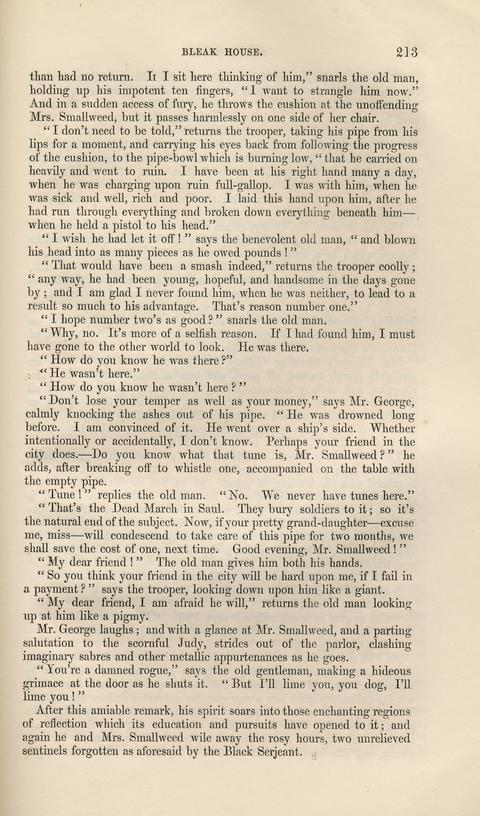 BLEAK HOUSE. 213
than had no return. If I sit here thinking of him," snarls the old man,
holding up his impotent ten fingers, "I want to strangle him now."
And in a sudden access of fury, he throws the cushion at the unoffending
Mrs. Smallweed, but it passes harmlessly on one side of her chair.
"I don't need to be told," returns the trooper, taking his pipe from his
lips for a moment, and carrying his eyes back from following the progress
of the cushion, to the pipe-bowl which is burning low, "that he carried on
heavily and went to ruin. I have been at his right hand many a day,
when he was charging upon ruin full-gallop. I was with him, when he
was sick and well, rich and poor. I laid this hand upon him, after he
had run through everything and broken down everything beneath him—
when he held a pistol to his head."
"I wish he had let it off!" says the benevolent old man, "and blown
his head into as many pieces as he owed pounds!"
"That would have been a smash indeed," returns the trooper coolly;
"any way, he had been young, hopeful, and handsome in the days gone
by; and I am glad I never found him, when he was neither, to lead to a
result so much to his advantage. That's reason number one."
"I hope number two's as good?" snarls the old man.
"Why, no. It's more of a selfish reason. If I had found him, I must
have gone to the other world to look. He was there.
"How do you know he was there?"
"He wasn't here."
"How do you know he wasn't here?"
"Don't lose your temper as well as your money," says Mr. George,
calmly knocking the ashes out of his pipe. "He was drowned long
before. I am convinced of it. He went over a ship's side. Whether
intentionally or accidentally, I don't know. Perhaps your friend in the
city does.—Do you know what that tune is, Mr. Smallweed?" he
adds, after breaking off to whistle one, accompanied on the table with
the empty pipe.
"Tune!" replies the old man. "No. We never have tunes here."
"That's the Dead March in Saul. They bury soldiers to it; so it's
the natural end of the subject. Now, if your pretty grand-daughter—excuse
me, miss—will condescend to take care of this pipe for two months, we
shall save the cost of one, next time. Good evening, Mr. Smallweed!"
"My dear friend!" The old man gives him both his hands.
"So you think your friend in the city will be hard upon me, if I fail in
a payment?" says the trooper, looking down upon him like a giant.
"My dear friend, I am afraid he will," returns the old man looking
up at him like a pigmy.
Mr. George laughs; and with a glance at Mr. Smallweed, and a parting
salutation to the scornful Judy, strides out of the parlor, clashing
imaginary sabres and other metallic appurtenances as he goes.
"You're a damned rogue," says the old gentleman, making a hideous
grimace at the door as he shuts it. "But I'll lime you, you dog, I'll
lime you!"
After this amiable remark, his spirit soars into those enchanting regions
of reflection which its education and pursuits have opened to it; and
again he and Mrs. Smallweed wile away the rosy hours, two unrelieved
sentinels forgotten as aforesaid by the Black Serjeant.